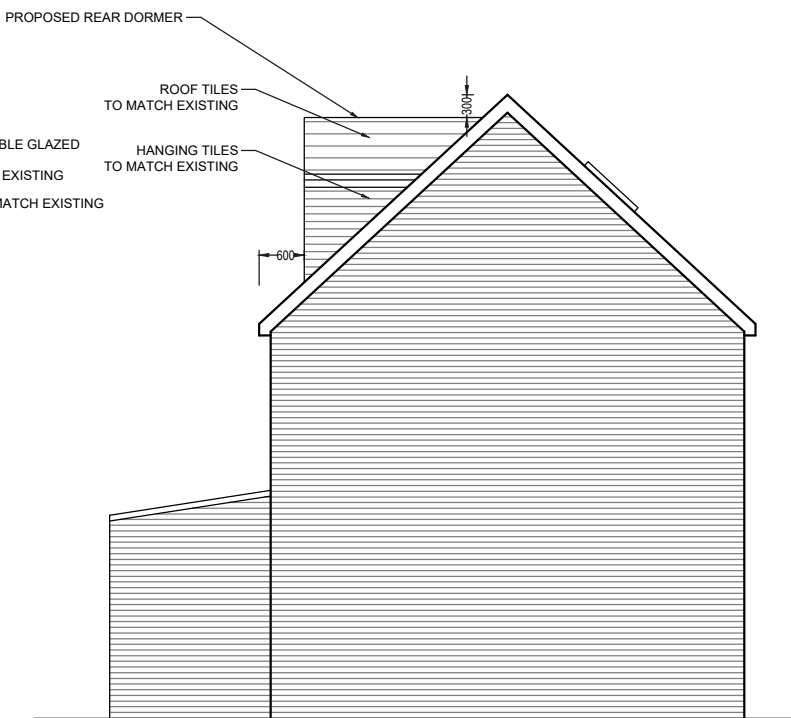 PROPOSED REAR DORMER
ROOF TILES
TO MATCH EXISTING
300
BLE GLAZED
HANGING TILES
TO MATCH EXISTING
EXISTING
MATCH EXISTING
600